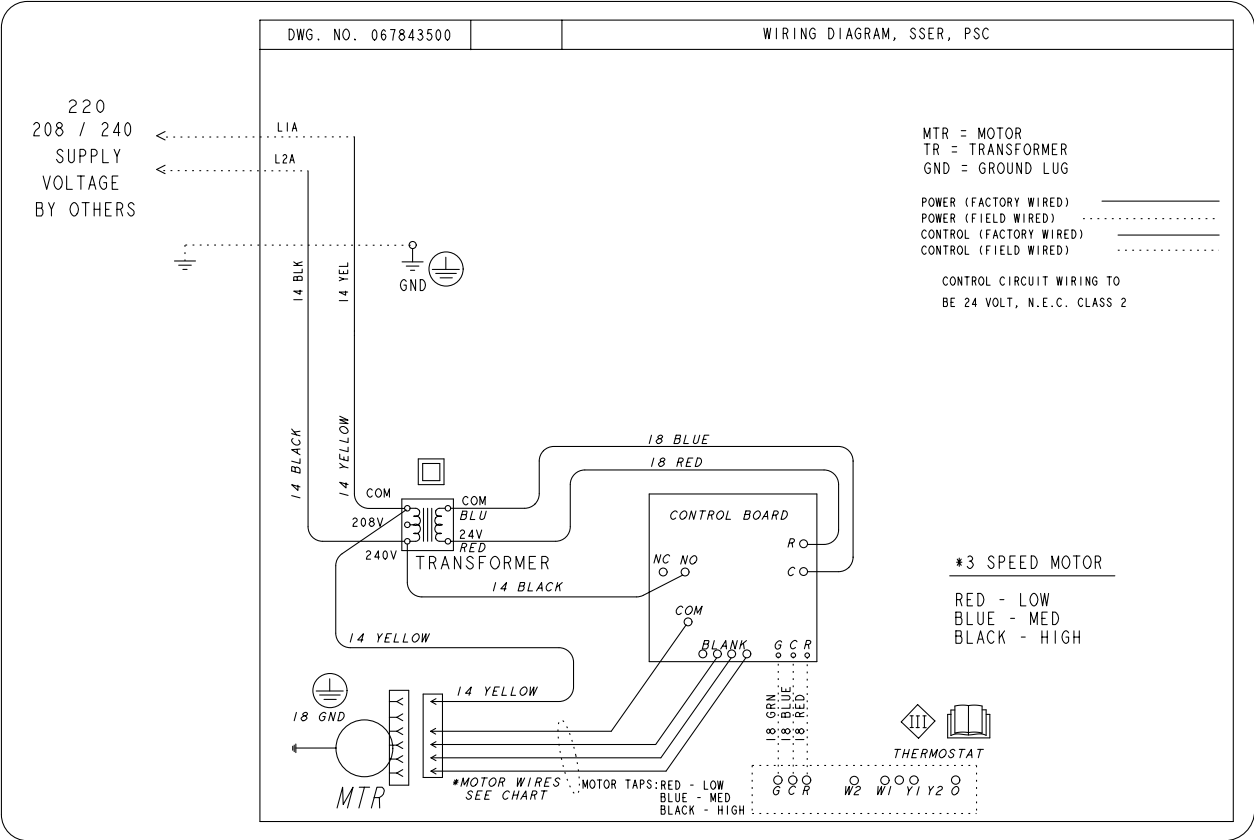 DWG. NO. 067843500
WIRING DIAGRAM, SSER, PSC
220
208 / 240
SUPPLY
VOLTAGE
BY OTHERS
L1A
L2A
MTR = MOTOR
TR = TRANSFORMER
GND = GROUND LUG
POWER (FACTORY WIRED)
POWER (FIELD WIRED)
CONTROL (FACTORY WIRED)
CONTROL (FIELD WIRED)
CONTROL CIRCUIT WIRING TO
BE 24 VOLT, N.E.C. CLASS 2
14 BLK
14 YEL
GND
14 BLACK
14 YELLOW
18 BLUE
18 RED
COM
208V
240V
COM
BLU
24V
RED
TRANSFORMER
CONTROL BOARD
R
C
NC NO
COM
BLANK
G C R
14 BLACK
14 YELLOW
14 YELLOW
*3 SPEED MOTOR
RED - LOW
BLUE - MED
BLACK - HIGH
18 GND
MTR
*MOTOR WIRES
SEE CHART
MOTOR TAPS:RED - LOW
BLUE - MED
BLACK - HIGH
18 GRN
18 BLUE
18 RED
III
THERMOSTAT
G C R W2 W1 Y1 Y2 O